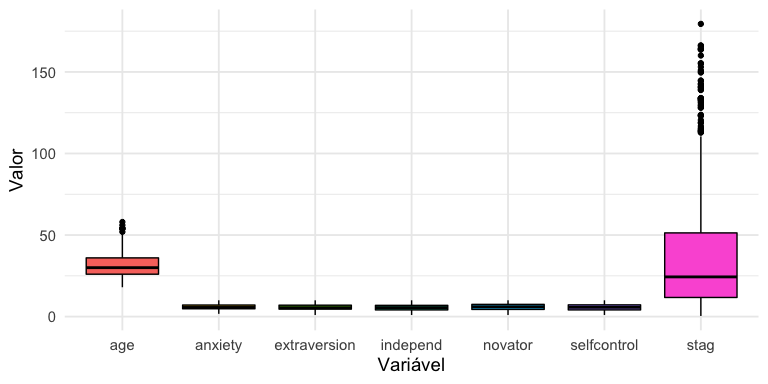 Valor
150
100
50
0
age anxiety extraversion independ novator selfcontrol stag
Variável